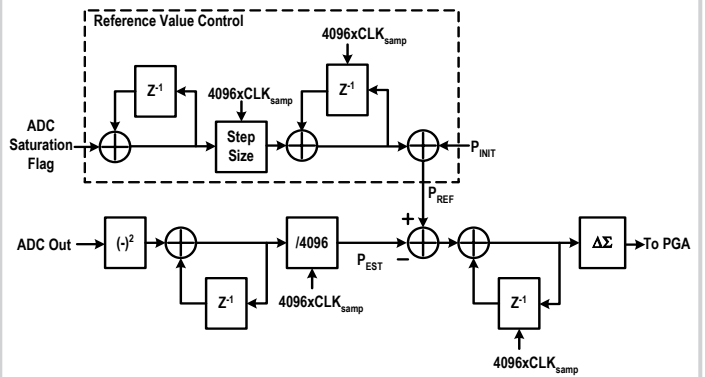 Reference Value Control
4096xCLKsamp
Z-1
4096xCLKsamp
Z-1
ADC
Saturation
Flag
Step
Size
PINIT
PREF
+
ADC Out
(-)2
/4096
−
ΔΣ
To PGA
PEST
Z-1
4096xCLKsamp
Z-1
4096xCLKsamp